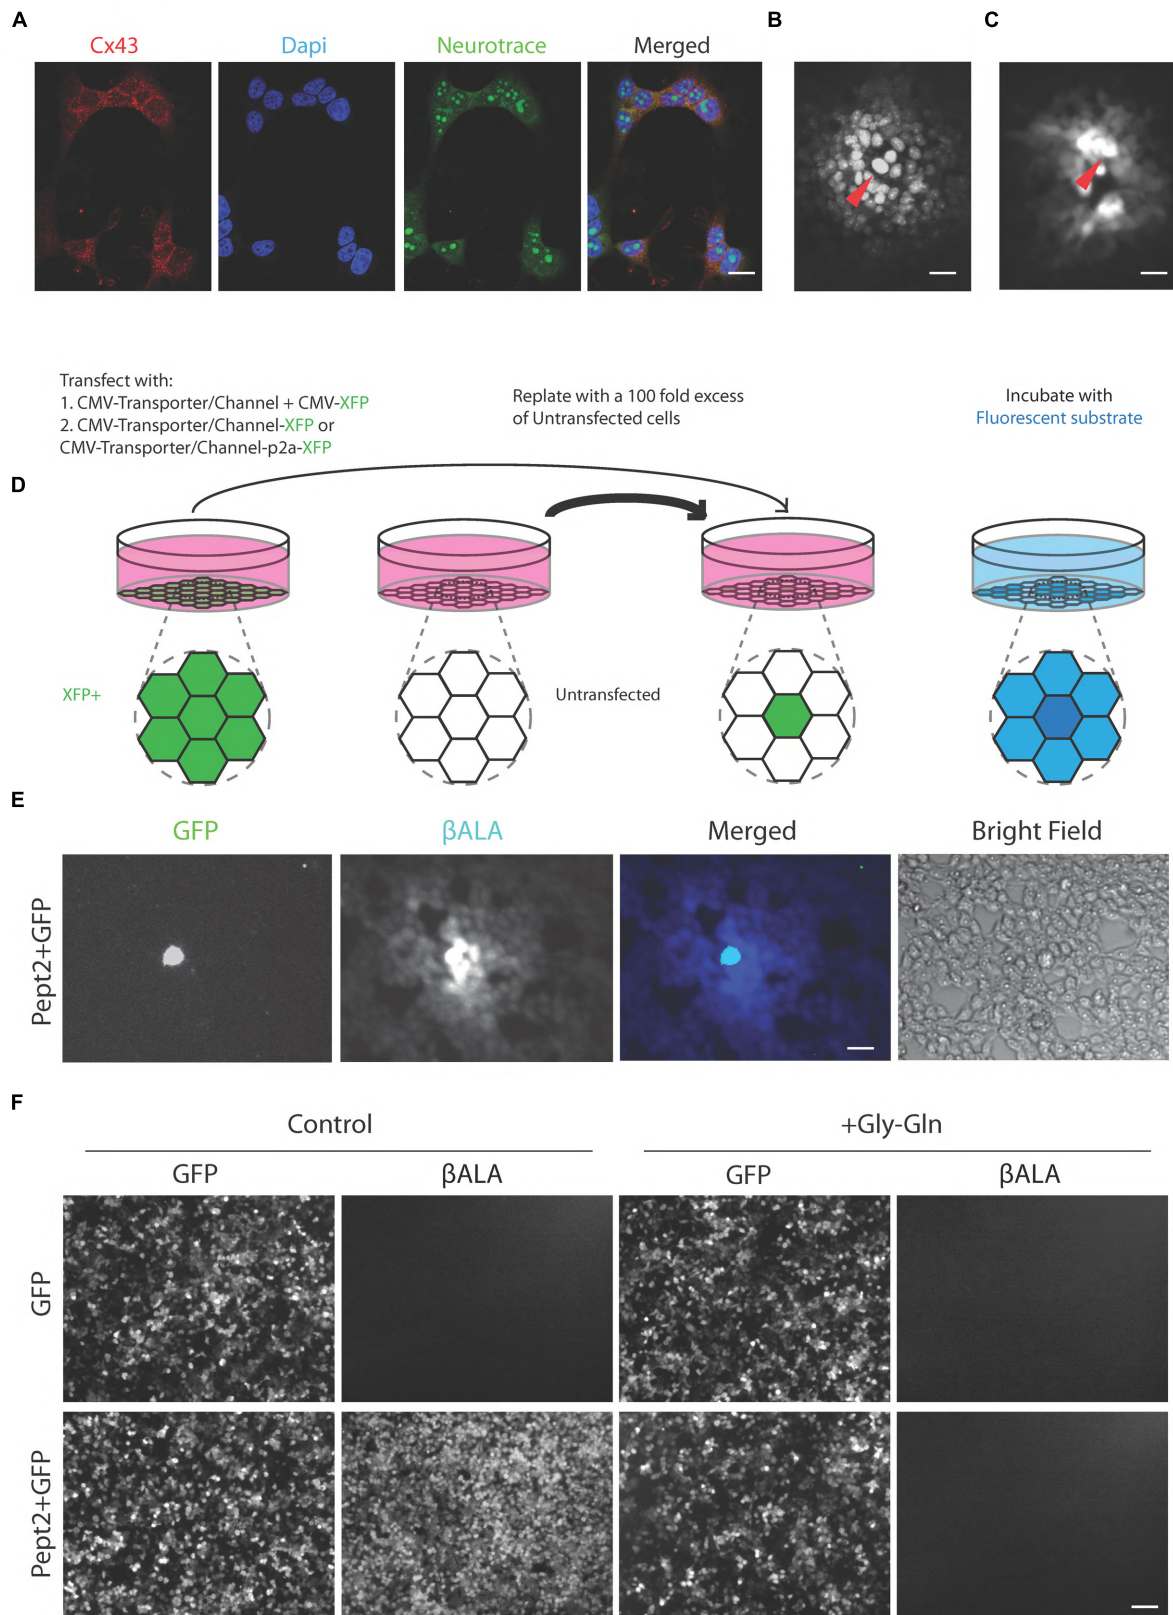 A
B
C
Cx43
Dapi
Neurotrace
Merged
Transfect with:
1. CMV-Transporter/Channel + CMV-XFP
2. CMV-Transporter/Channel-XFP or
CMV-Transporter/Channel-p2a-XFP
Replate with a 100 fold excess
of Untransfected cells
Incubate with
Fluorescent substrate
D
XFP+
Untransfected
E
GFP
βALA
Merged
Bright Field
Pept2+GFP
F
Control
+Gly-Gln
GFP
βALA
GFP
βALA
GFP
Pept2+GFP